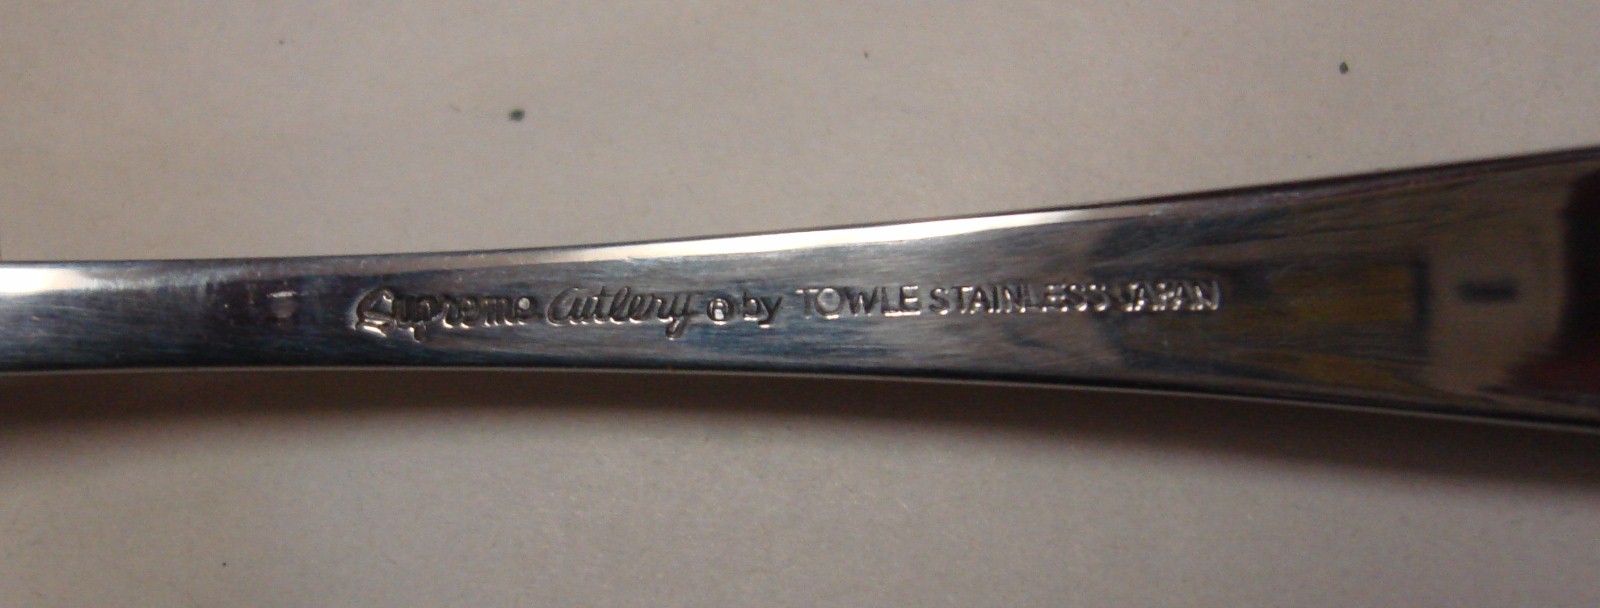 Supreme Cutlery ® by TOWLE STAINLESS JAPAN